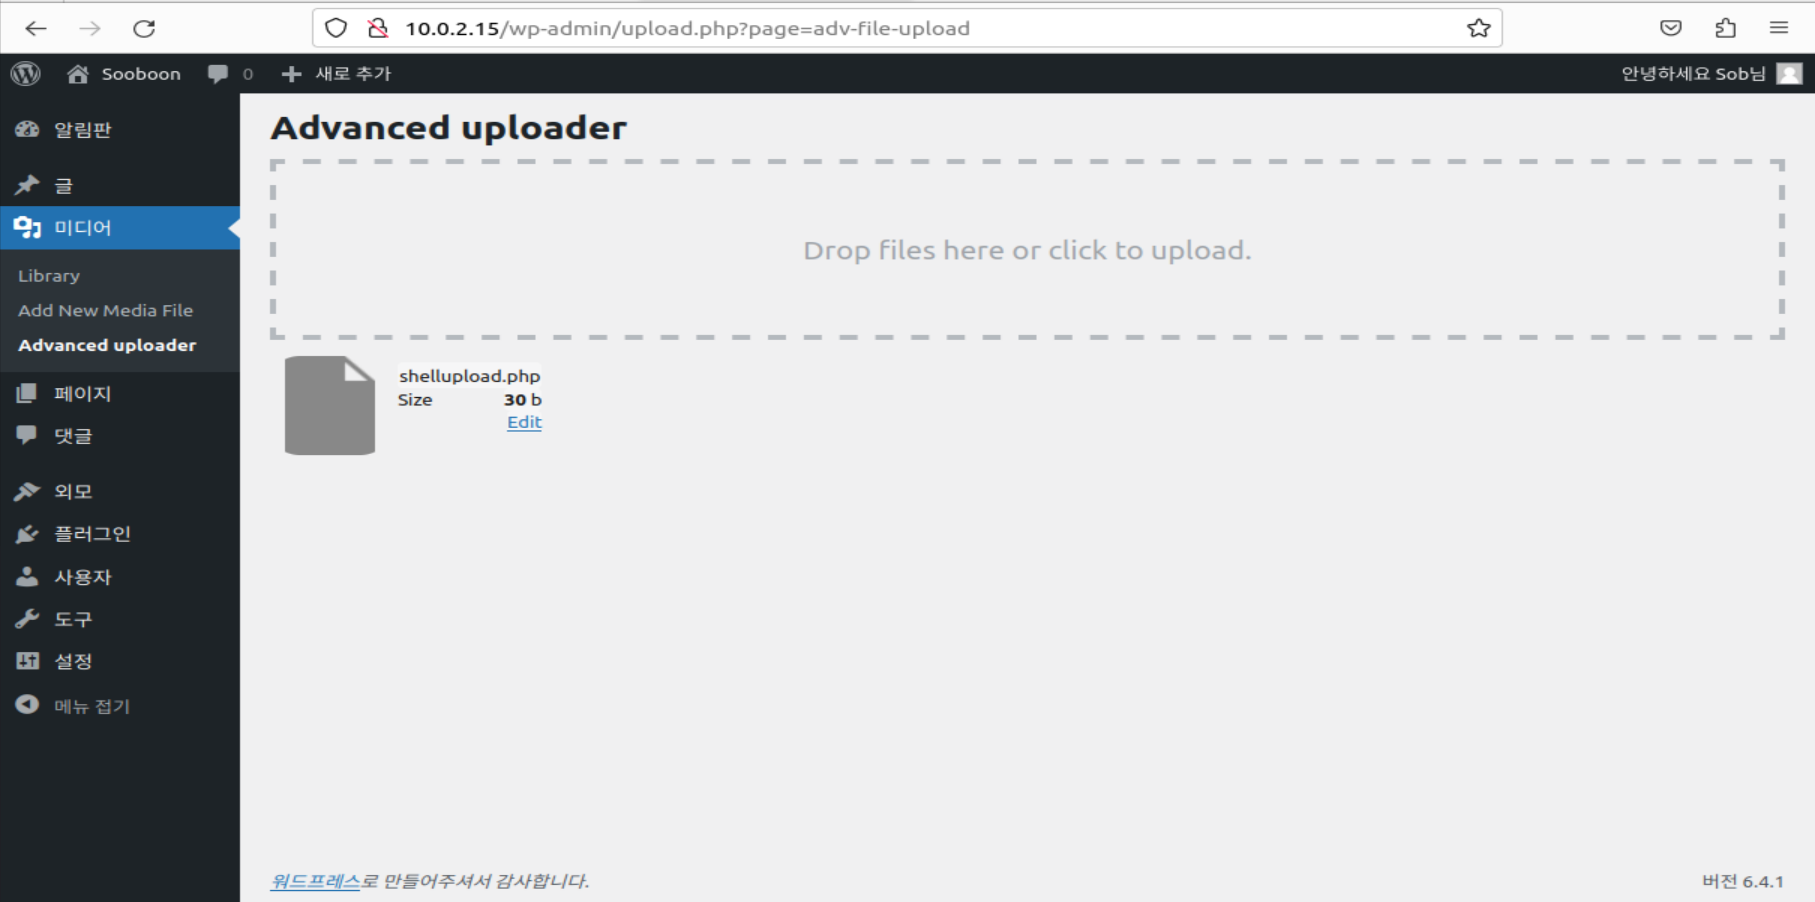 10.0.2.15/wp-admin/upload.php?page=adv-file-upload
Sooboon 0 새로 추가 안녕하세요 Sob님
알림판
글
미디어
Library
Add New Media File
Advanced uploader
페이지
댓글
외모
플러그인
사용자
도구
설정
메뉴 접기
Advanced uploader
Drop files here or click to upload.
shellupload.php
Size 30 b
Edit
워드프레스로 만들어주셔서 감사합니다.
버전 6.4.1